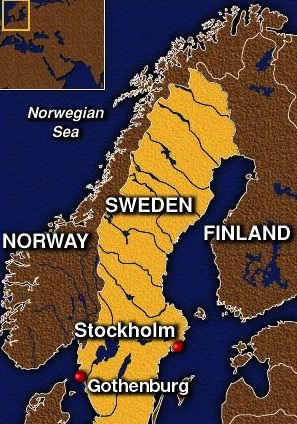 Norwegian
Sea
SWEDEN
NORWAY
FINLAND
Stockholm
Gothenburg